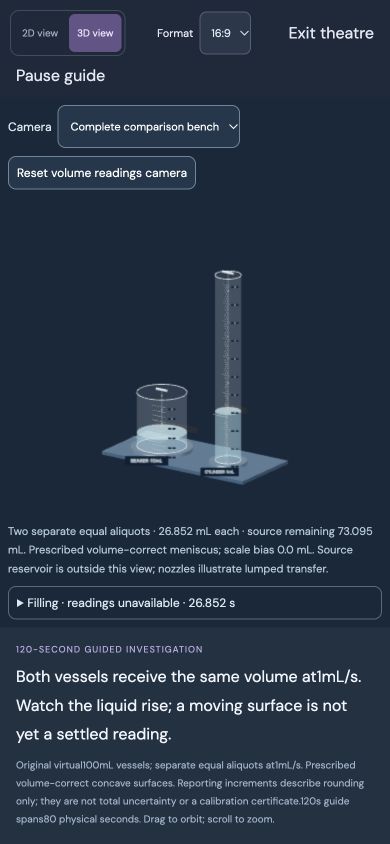 2D view 3D view Format 16:9 Exit theatre
Pause guide
Camera Complete comparison bench
Reset volume readings camera
Two separate equal aliquots · 26.852 mL each · source remaining 73.095
mL. Prescribed volume-correct meniscus; scale bias 0.0 mL. Source
reservoir is outside this view; nozzles illustrate lumped transfer.
Filling · readings unavailable · 26.852 s
120-SECOND GUIDED INVESTIGATION
Both vessels receive the same volume at1mL/s.
Watch the liquid rise; a moving surface is not
yet a settled reading.
Original virtual100mL vessels; separate equal aliquots at1mL/s. Prescribed
volume-correct concave surfaces. Reporting increments describe rounding
only; they are not total uncertainty or a calibration certificate.120s guide
spans80 physical seconds. Drag to orbit; scroll to zoom.